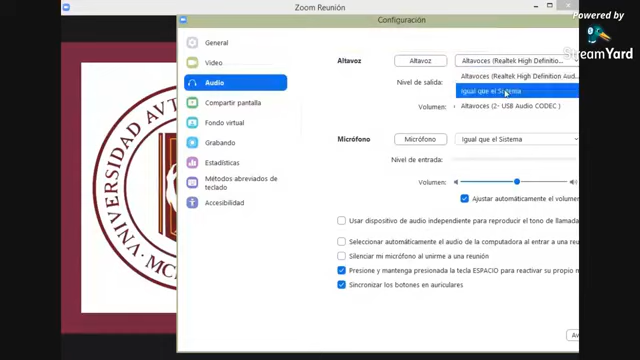 Zoom Reunión
Configuración
Powered by
StreamYard
General
Video
Audio
Compartir pantalla
Fondo virtual
Grabando
Estadísticas
Métodos abreviados de
teclado
Accesibilidad
Altavoz
Altavoz
Altavoces (Realtek High Definitio...
Altavoces (Realtek High Definition Aud...
Igual que el Sistema
Altavoces (2- USB Audio CODEC )
Nivel de salida:
Volumen:
Micrófono
Micrófono
Igual que el Sistema
Nivel de entrada:
Volumen:
Ajustar automáticamente el volumen
Usar dispositivo de audio independiente para reproducir el tono de llamada
Seleccionar automáticamente el audio de la computadora al entrar a una reu
Silenciar mi micrófono al unirme a una reunión
Presione y mantenga presionada la tecla ESPACIO para reactivar su propio m
Sincronizar los botones en auriculares
Av
UNIVERSIDAD AUT
MC